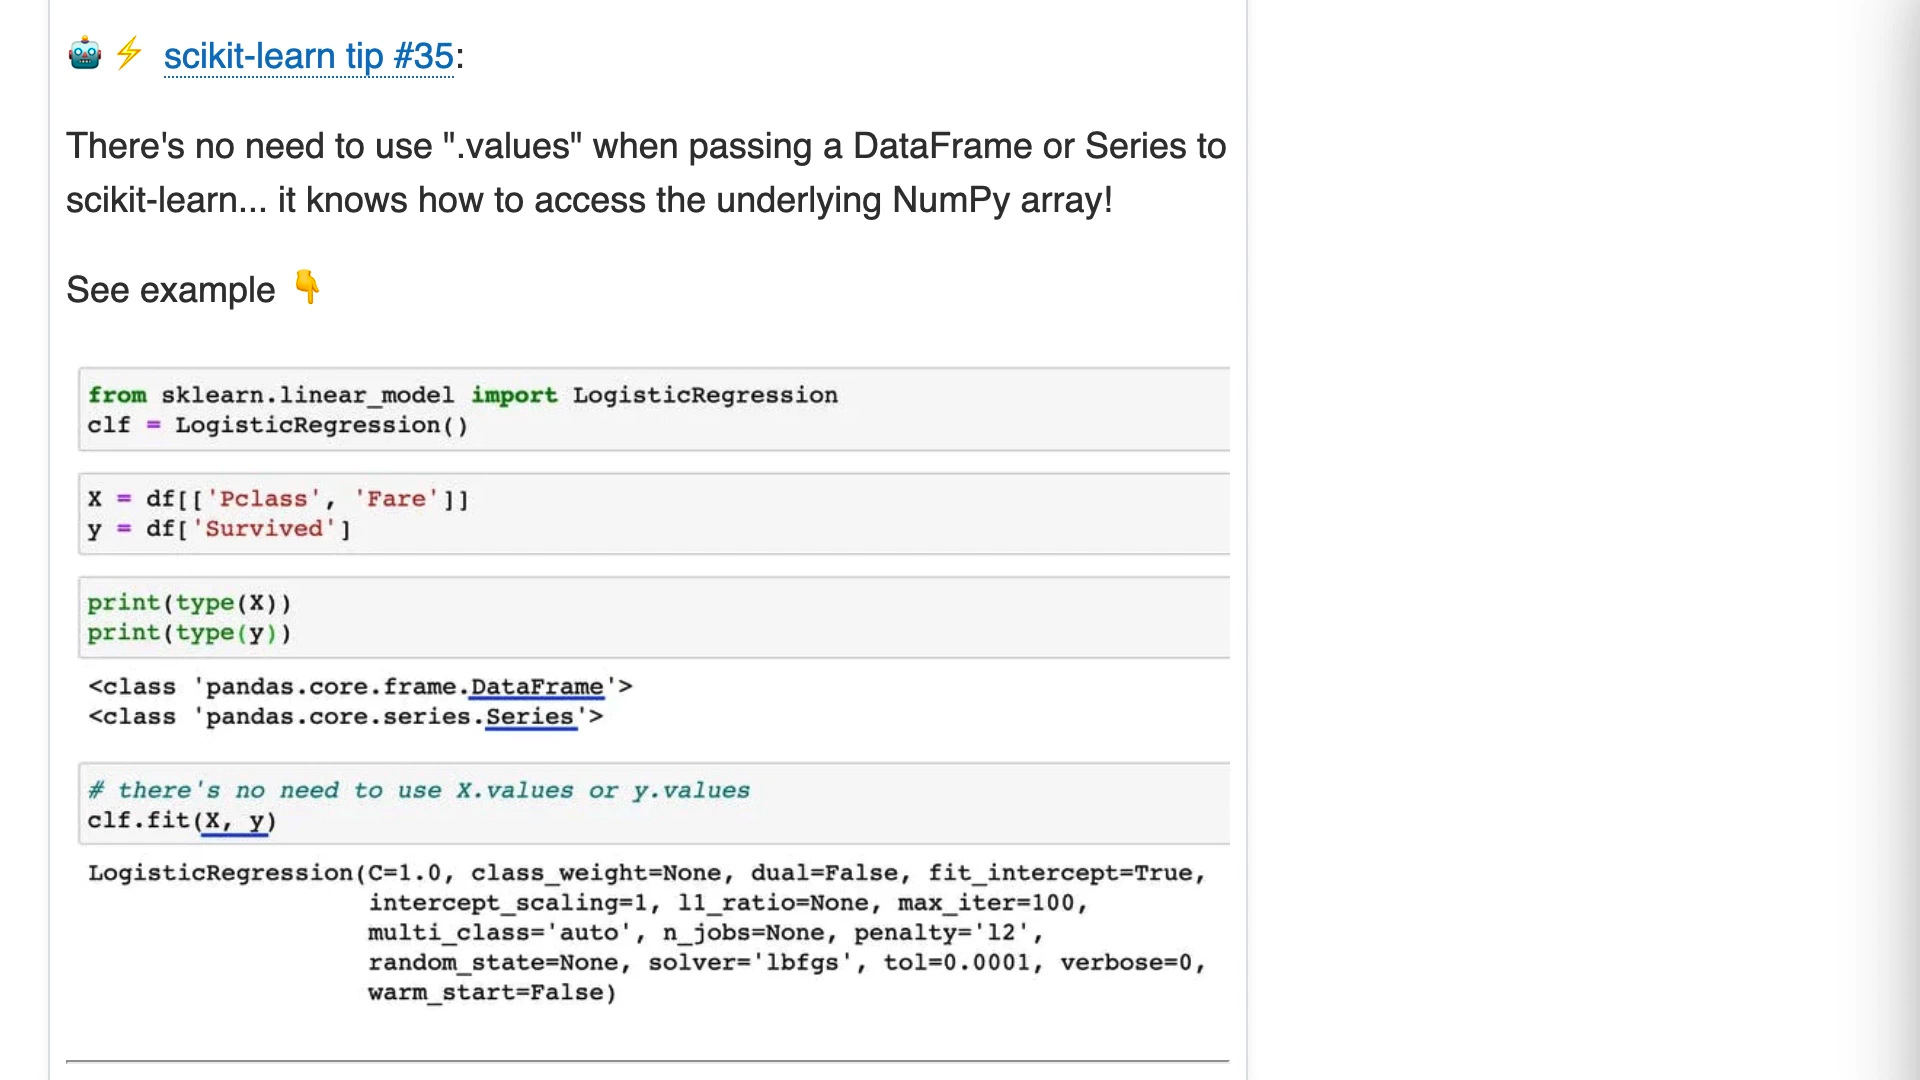 🤖⚡ scikit-learn tip #35:
There's no need to use ".values" when passing a DataFrame or Series to
scikit-learn... it knows how to access the underlying NumPy array!
See example 👇
from sklearn.linear_model import LogisticRegression
clf = LogisticRegression()
X = df[['Pclass', 'Fare']]
y = df['Survived']
print(type(X))
print(type(y))
<class 'pandas.core.frame.DataFrame'>
<class 'pandas.core.series.Series'>
# there's no need to use X.values or y.values
clf.fit(X, y)
LogisticRegression(C=1.0, class_weight=None, dual=False, fit_intercept=True,
intercept_scaling=1, l1_ratio=None, max_iter=100,
multi_class='auto', n_jobs=None, penalty='l2',
random_state=None, solver='lbfgs', tol=0.0001, verbose=0,
warm_start=False)